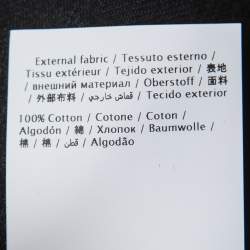 External fabric / Tessuto esterno /
Tissu extérieur / Tejido exterior / 表地
/ внешний материал / Oberstoff / 面料
/ 外部布料 / قماش خارجي / Tecido exterior
100% Cotton / Cotone / Coton /
Algodón / 綿 / Хлопок / Baumwolle /
棉 / 棉 / قطن / Algodão